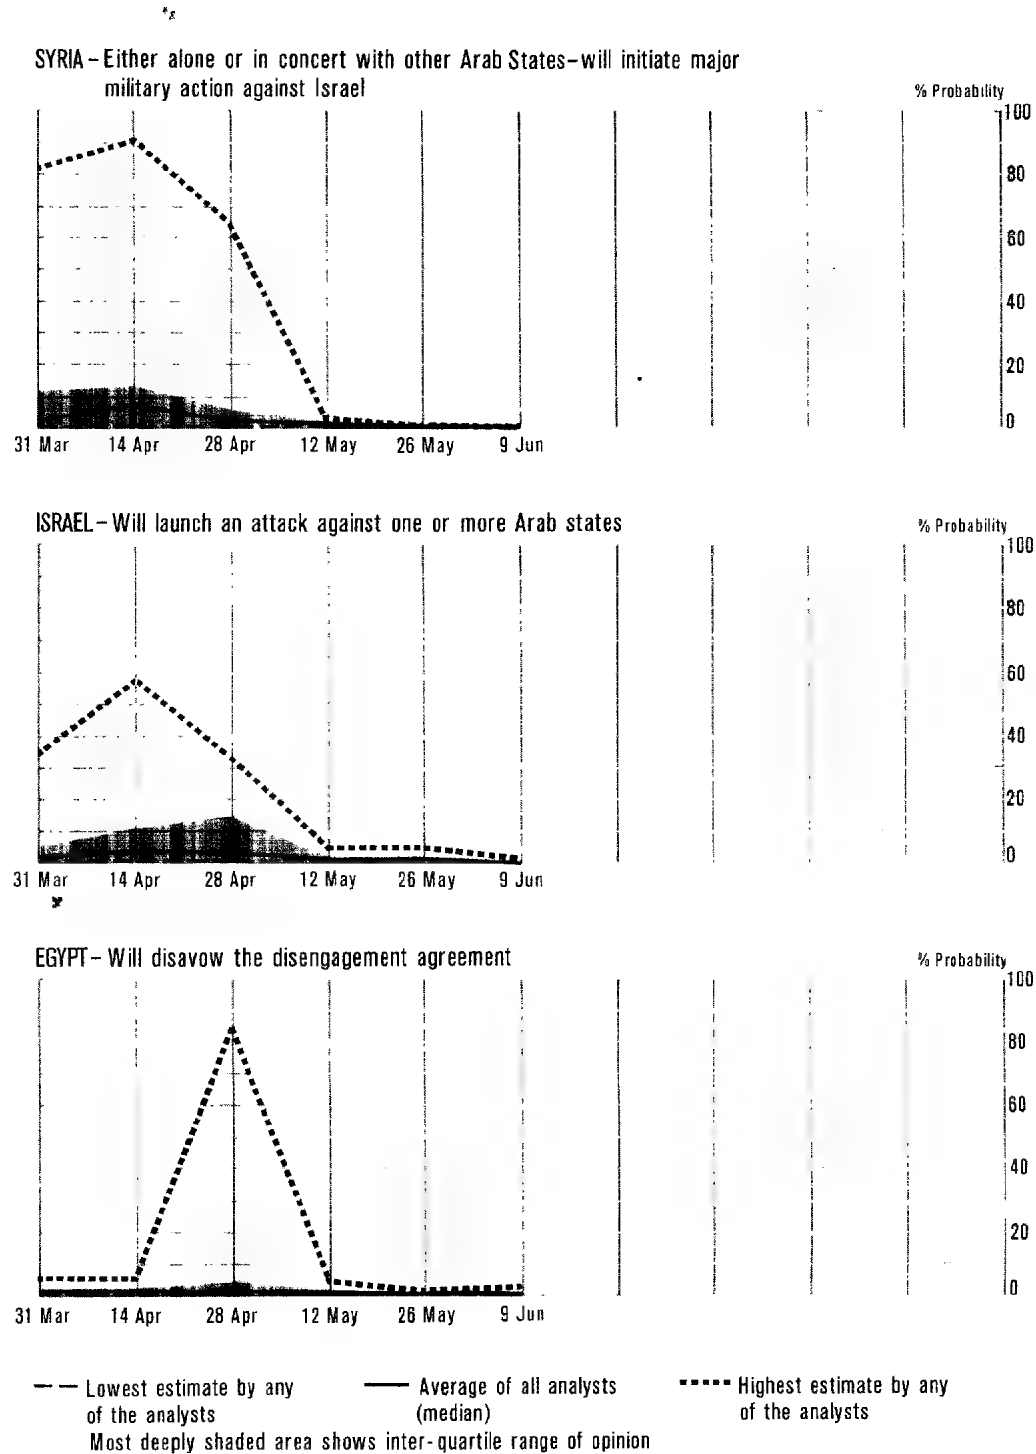 SYRIA – Either alone or in concert with other Arab States – will initiate major
military action against Israel
% Probability
100
80
60
40
20
0
31 Mar 14 Apr 28 Apr 12 May 26 May 9 Jun
ISRAEL – Will launch an attack against one or more Arab states
% Probability
100
80
60
40
20
0
31 Mar 14 Apr 28 Apr 12 May 26 May 9 Jun
EGYPT – Will disavow the disengagement agreement
% Probability
100
80
60
40
20
0
31 Mar 14 Apr 28 Apr 12 May 26 May 9 Jun
Lowest estimate by any
of the analysts
Average of all analysts
(median)
Highest estimate by any
of the analysts
Most deeply shaded area shows inter-quartile range of opinion